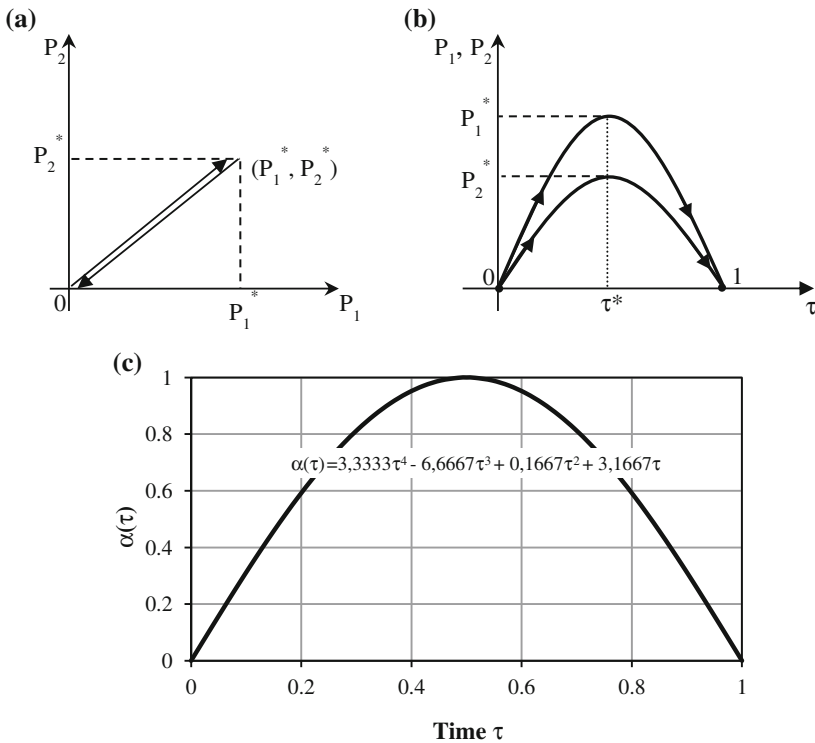 (a)
P₂
P₂*
(P₁*, P₂*)
0
P₁*
P₁
(b)
P₁, P₂
P₁*
P₂*
0
1
τ*
τ
(c)
1
0.8
0.6
0.4
0.2
0
α(τ)
α(τ)=3,3333τ⁴ - 6,6667τ³ + 0,1667τ² + 3,1667τ
0
0.2
0.4
0.6
0.8
1
Time τ